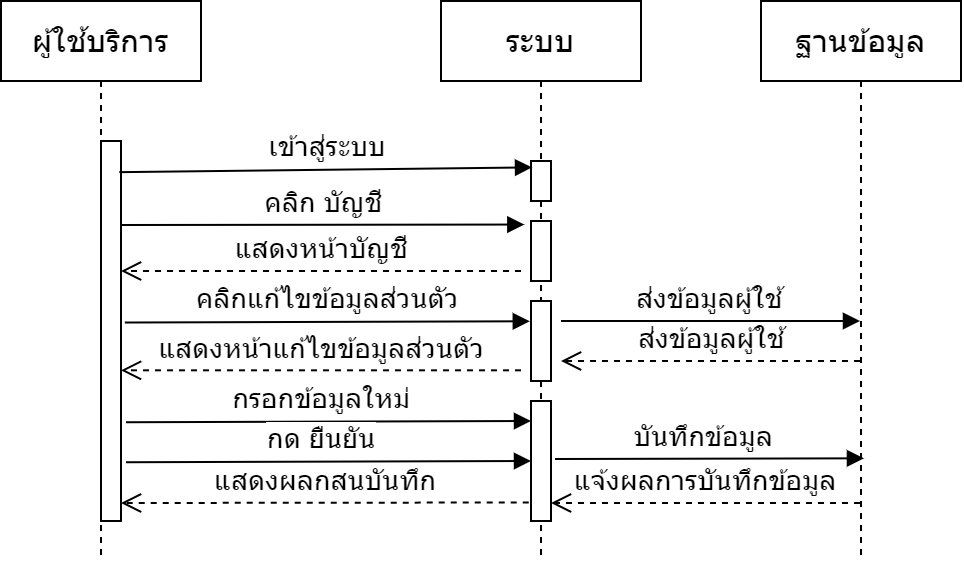 ผู้ใช้บริการ
ระบบ
ฐานข้อมูล
เข้าสู่ระบบ
คลิก บัญชี
แสดงหน้าบัญชี
คลิกแก้ไขข้อมูลส่วนตัว
ส่งข้อมูลผู้ใช้
ส่งข้อมูลผู้ใช้
แสดงหน้าแก้ไขข้อมูลส่วนตัว
กรอกข้อมูลใหม่
กด ยืนยัน
บันทึกข้อมูล
แสดงผลกสนบันทึก
แจ้งผลการบันทึกข้อมูล